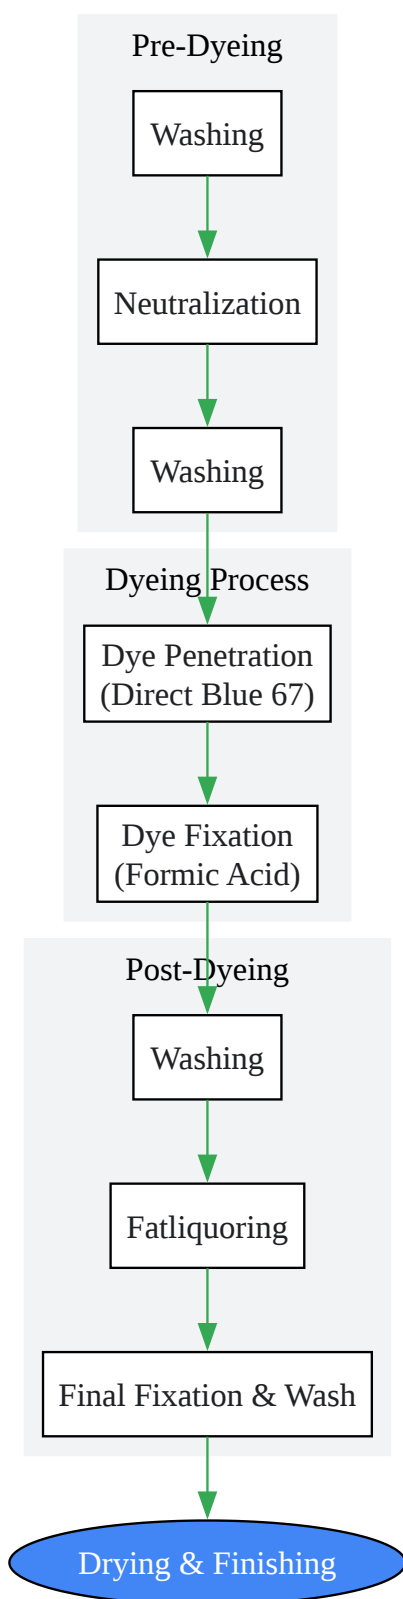 Pre-Dyeing
Washing
Neutralization
Washing
Dyeing Process
Dye Penetration
(Direct Blue 67)
Dye Fixation
(Formic Acid)
Post-Dyeing
Washing
Fatliquoring
Final Fixation & Wash
Drying & Finishing